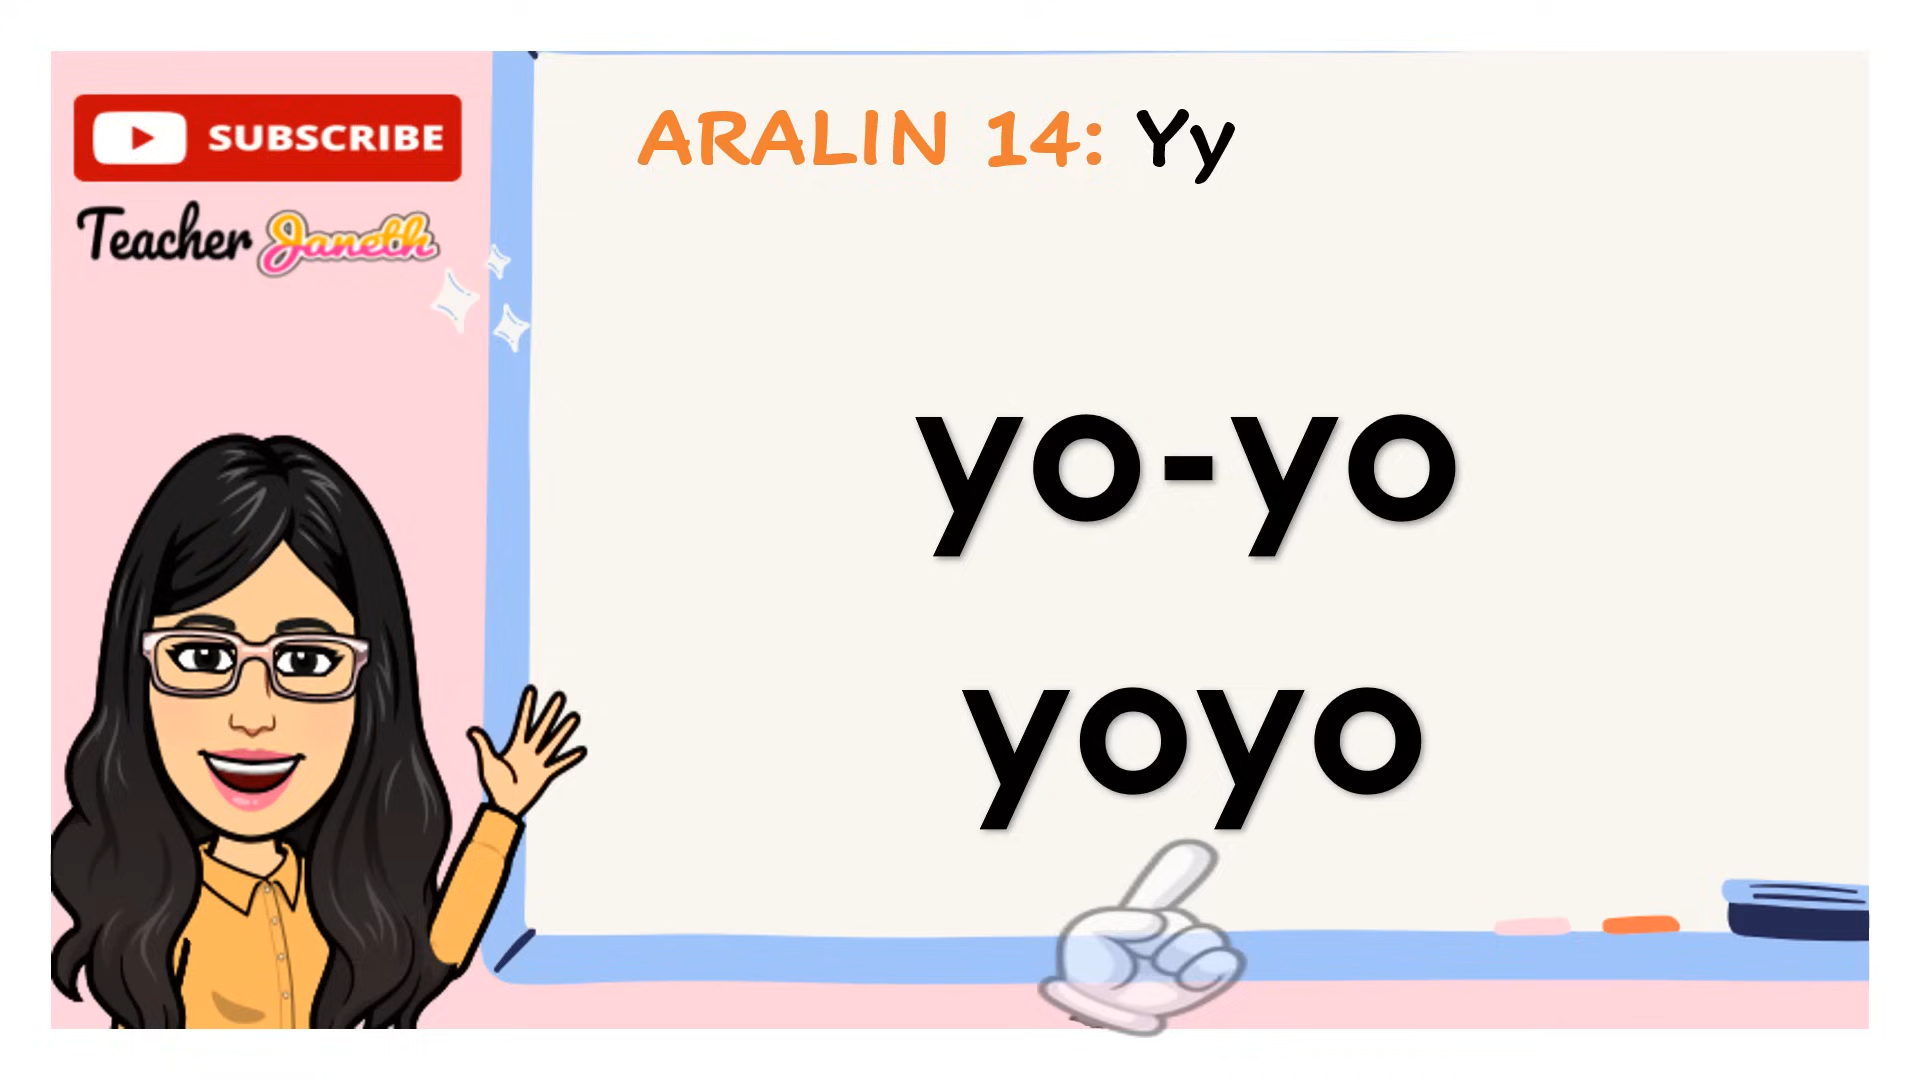 SUBSCRIBE
Teacher Janeth
ARALIN 14: Yy
yo-yo
yoyo